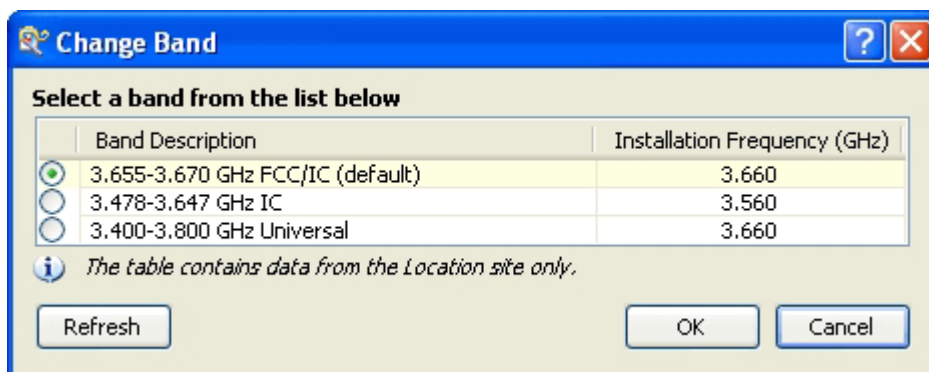 Change Band
Select a band from the list below
Band Description Installation Frequency (GHz)
3.655-3.670 GHz FCC/IC (default) 3.660
3.478-3.647 GHz IC 3.560
3.400-3.800 GHz Universal 3.660
The table contains data from the Location site only.
Refresh OK Cancel